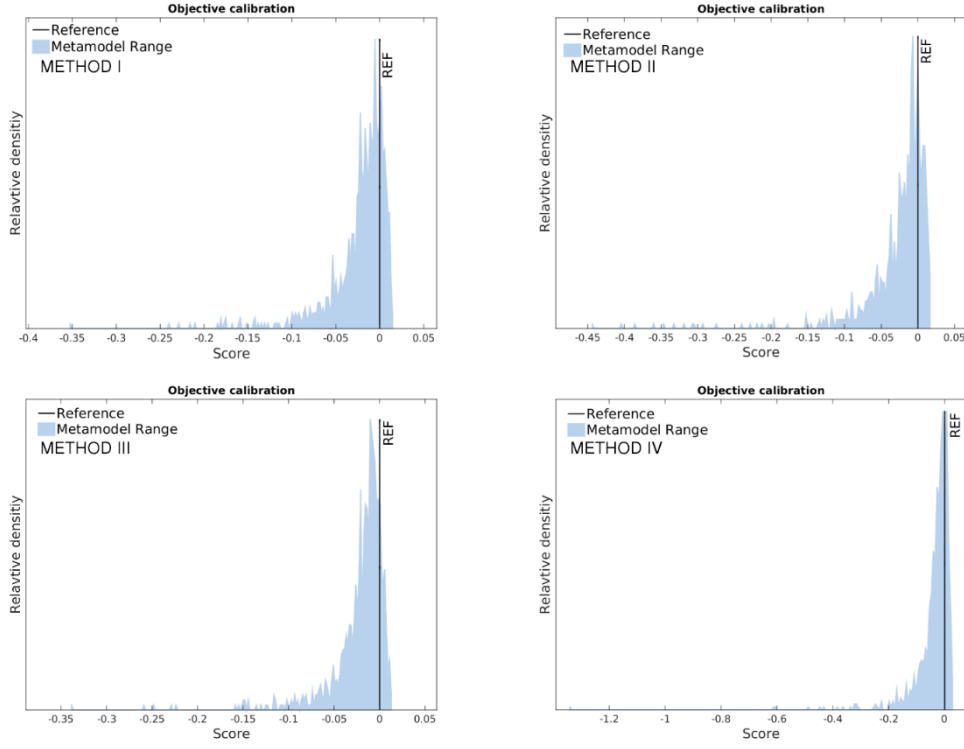 Objective calibration
Reference
Metamodel Range
METHOD I
REF
Relavtive densitiy
-0.4 -0.35 -0.3 -0.25 -0.2 -0.15 -0.1 -0.05 0 0.05
Score
Objective calibration
Reference
Metamodel Range
METHOD II
REF
Relavtive densitiy
-0.45 -0.4 -0.35 -0.3 -0.25 -0.2 -0.15 -0.1 -0.05 0 0.05
Score
Objective calibration
Reference
Metamodel Range
METHOD III
REF
Relavtive densitiy
-0.35 -0.3 -0.25 -0.2 -0.15 -0.1 -0.05 0 0.05
Score
Objective calibration
Reference
Metamodel Range
METHOD IV
REF
Relavtive densitiy
-1.2 -1 -0.8 -0.6 -0.4 -0.2 0
Score